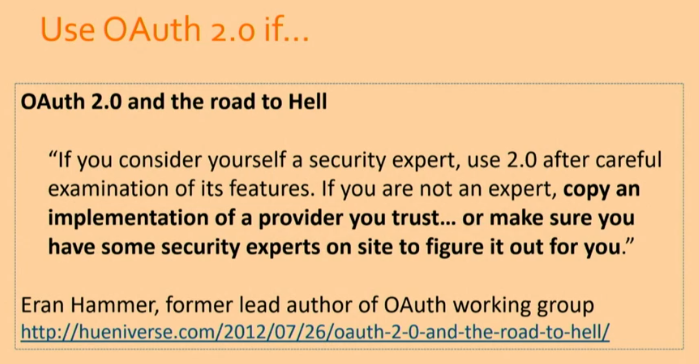 Use OAuth 2.0 if...
OAuth 2.0 and the road to Hell
“If you consider yourself a security expert, use 2.0 after careful
examination of its features. If you are not an expert, copy an
implementation of a provider you trust... or make sure you
have some security experts on site to figure it out for you.”
Eran Hammer, former lead author of OAuth working group
http://hueniverse.com/2012/07/26/oauth-2-0-and-the-road-to-hell/